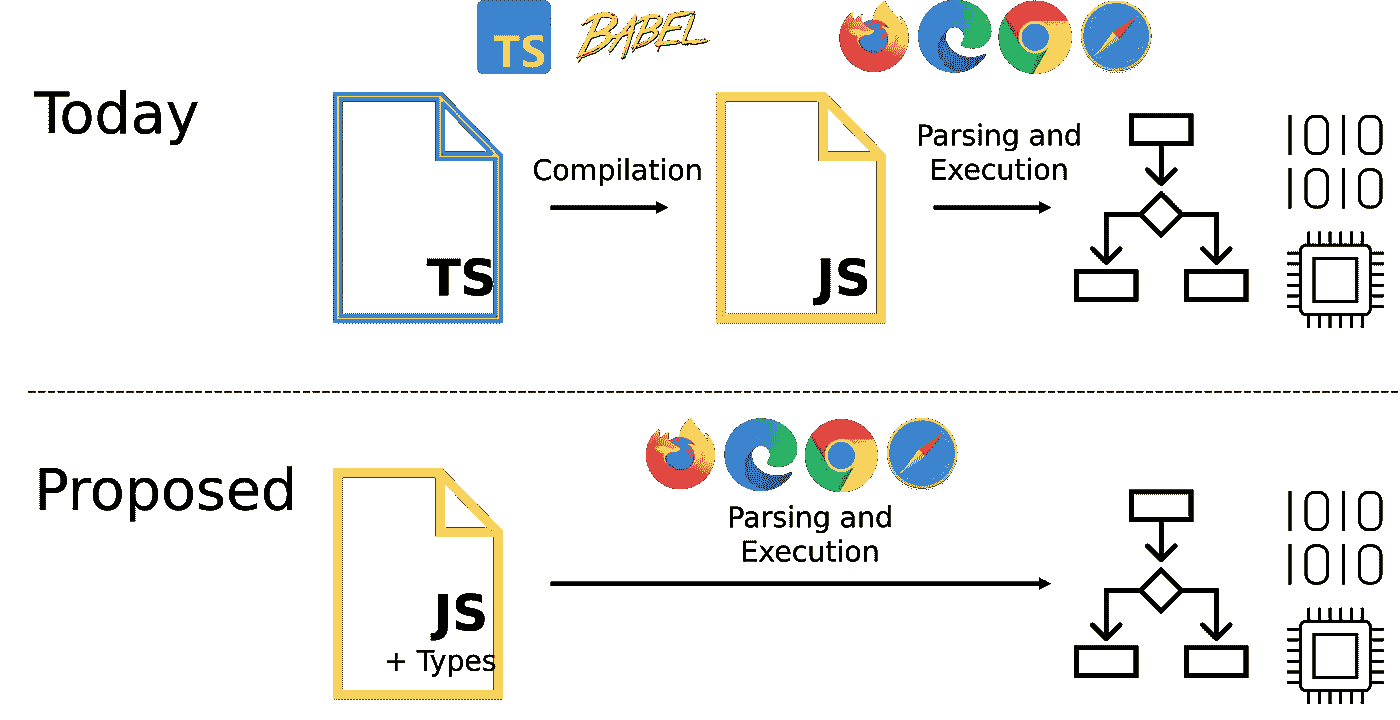 TS BABEL
Today
Compilation
Parsing and
Execution
TS
JS
1010
1010
Proposed
Parsing and
Execution
JS
+ Types
1010
1010